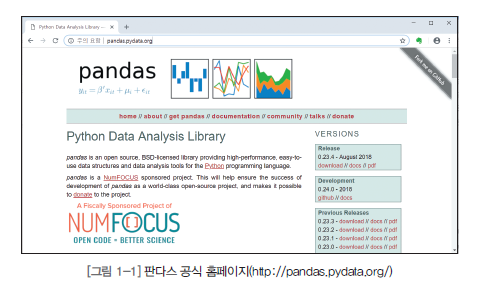 Python Data Analysis Library —
주의 요함 | pandas.pydata.org
Fork me on GitHub
pandas
y_it = β′x_it + μ_i + ε_it
home // about // get pandas // documentation // community // talks // donate
Python Data Analysis Library
pandas is an open source, BSD-licensed library providing high-performance, easy-to-
use data structures and data analysis tools for the Python programming language.
pandas is a NumFOCUS sponsored project. This will help ensure the success of
development of pandas as a world-class open-source project, and makes it possible
to donate to the project.
A Fiscally Sponsored Project of
NUMFOCUS
OPEN CODE = BETTER SCIENCE
VERSIONS
Release
0.23.4 - August 2018
download // docs // pdf
Development
0.24.0 - 2018
github // docs
Previous Releases
0.23.3 - download // docs // pdf
0.23.2 - download // docs // pdf
0.23.1 - download // docs // pdf
0.23.0 - download // docs // pdf
[그림 1-1] 판다스 공식 홈페이지(http://pandas.pydata.org/)